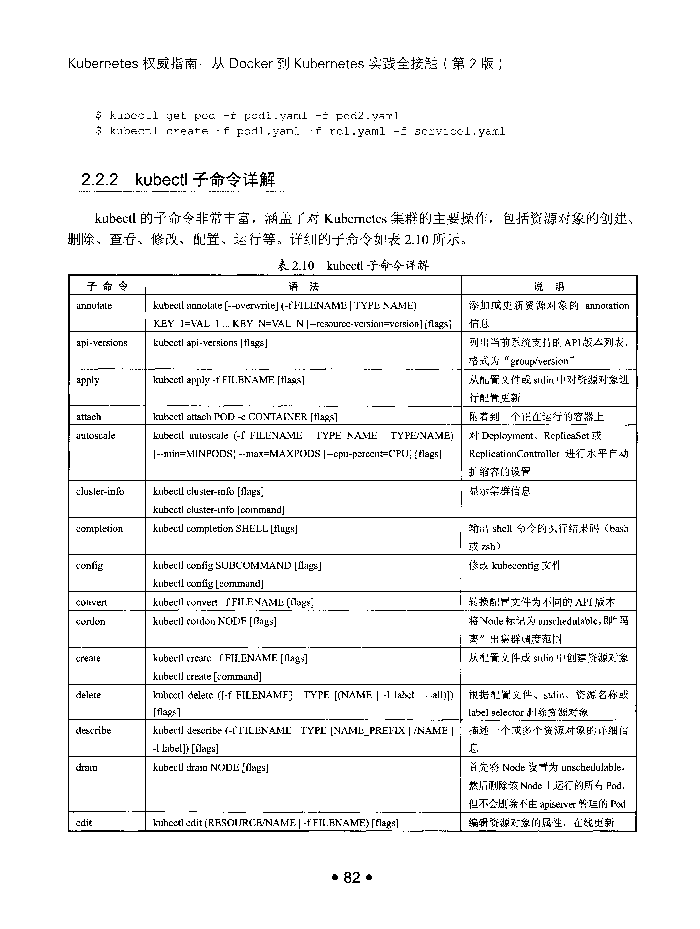 Kubernetes 权威指南:从 Docker 到 Kubernetes 实践全接触(第 2 版)
$ kubectl get pod -f pod1.yaml -f pod2.yaml
$ kubectl create -f pod1.yaml -f rc1.yaml -f service1.yaml
2.2.2 kubectl 子命令详解
kubectl 的子命令非常丰富,涵盖了对 Kubernetes 集群的主要操作,包括资源对象的创建、
删除、查看、修改、配置、运行等。详细的子命令如表 2.10 所示。
表 2.10 kubectl 子命令详解
子 命 令 语 法 说 明
annotate kubectl annotate [--overwrite] (-f FILENAME | TYPE NAME) 添加或更新资源对象的 annotation
KEY_1=VAL_1 ... KEY_N=VAL_N [--resource-version=version] [flags] 信息
api-versions kubectl api-versions [flags] 列出当前系统支持的 API 版本列表,
格式为“group/version”
apply kubectl apply -f FILENAME [flags] 从配置文件或 stdin 中对资源对象进
行配置更新
attach kubectl attach POD -c CONTAINER [flags] 附着到一个正在运行的容器上
autoscale kubectl autoscale (-f FILENAME | TYPE NAME | TYPE/NAME) 对 Deployment、ReplicaSet 或
[--min=MINPODS] --max=MAXPODS [--cpu-percent=CPU] [flags] ReplicationController 进行水平自动
扩缩容的设置
cluster-info kubectl cluster-info [flags] 显示集群信息
kubectl cluster-info [command]
completion kubectl completion SHELL [flags] 输出 shell 命令的执行结果码(bash
或 zsh)
config kubectl config SUBCOMMAND [flags] 修改 kubeconfig 文件
kubectl config [command]
convert kubectl convert -f FILENAME [flags] 转换配置文件为不同的 API 版本
cordon kubectl cordon NODE [flags] 将 Node 标记为 unschedulable,即“隔
离”出集群调度范围
create kubectl create -f FILENAME [flags] 从配置文件或 stdin 中创建资源对象
kubectl create [command]
delete kubectl delete ([-f FILENAME] | TYPE [(NAME | -l label | --all)]) 根据配置文件、stdin、资源名称或
[flags] label selector 删除资源对象
describe kubectl describe (-f FILENAME | TYPE [NAME_PREFIX | /NAME | 描述一个或多个资源对象的详细信
-l label]) [flags] 息
drain kubectl drain NODE [flags] 首先将 Node 设置为 unschedulable,
然后删除该 Node 上运行的所有 Pod,
但不会删除不由 apiserver 管理的 Pod
edit kubectl edit (RESOURCE/NAME | -f FILENAME) [flags] 编辑资源对象的属性,在线更新
• 82 •